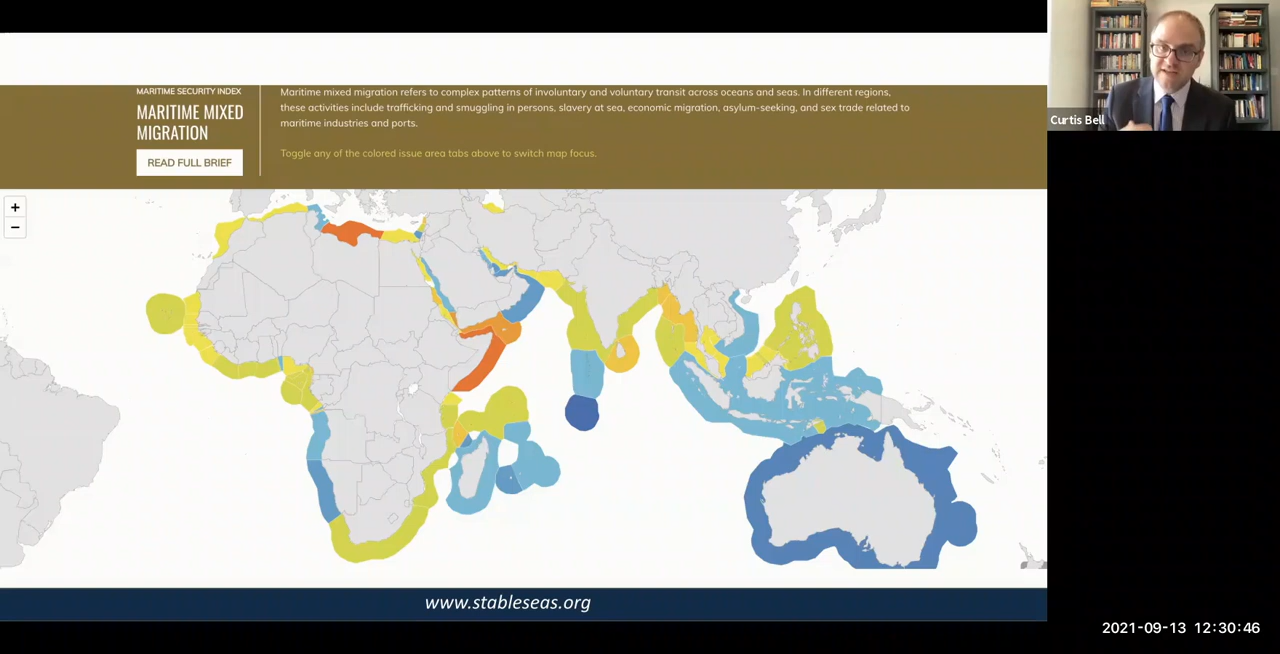 MARITIME SECURITY INDEX
MARITIME MIXED
MIGRATION
READ FULL BRIEF
Maritime mixed migration refers to complex patterns of involuntary and voluntary transit across oceans and seas. In different regions,
these activities include trafficking and smuggling in persons, slavery at sea, economic migration, asylum-seeking, and sex trade related to
maritime industries and ports.
Toggle any of the colored issue area tabs above to switch map focus.
+
−
Curtis Bell
www.stableseas.org
2021-09-13 12:30:46